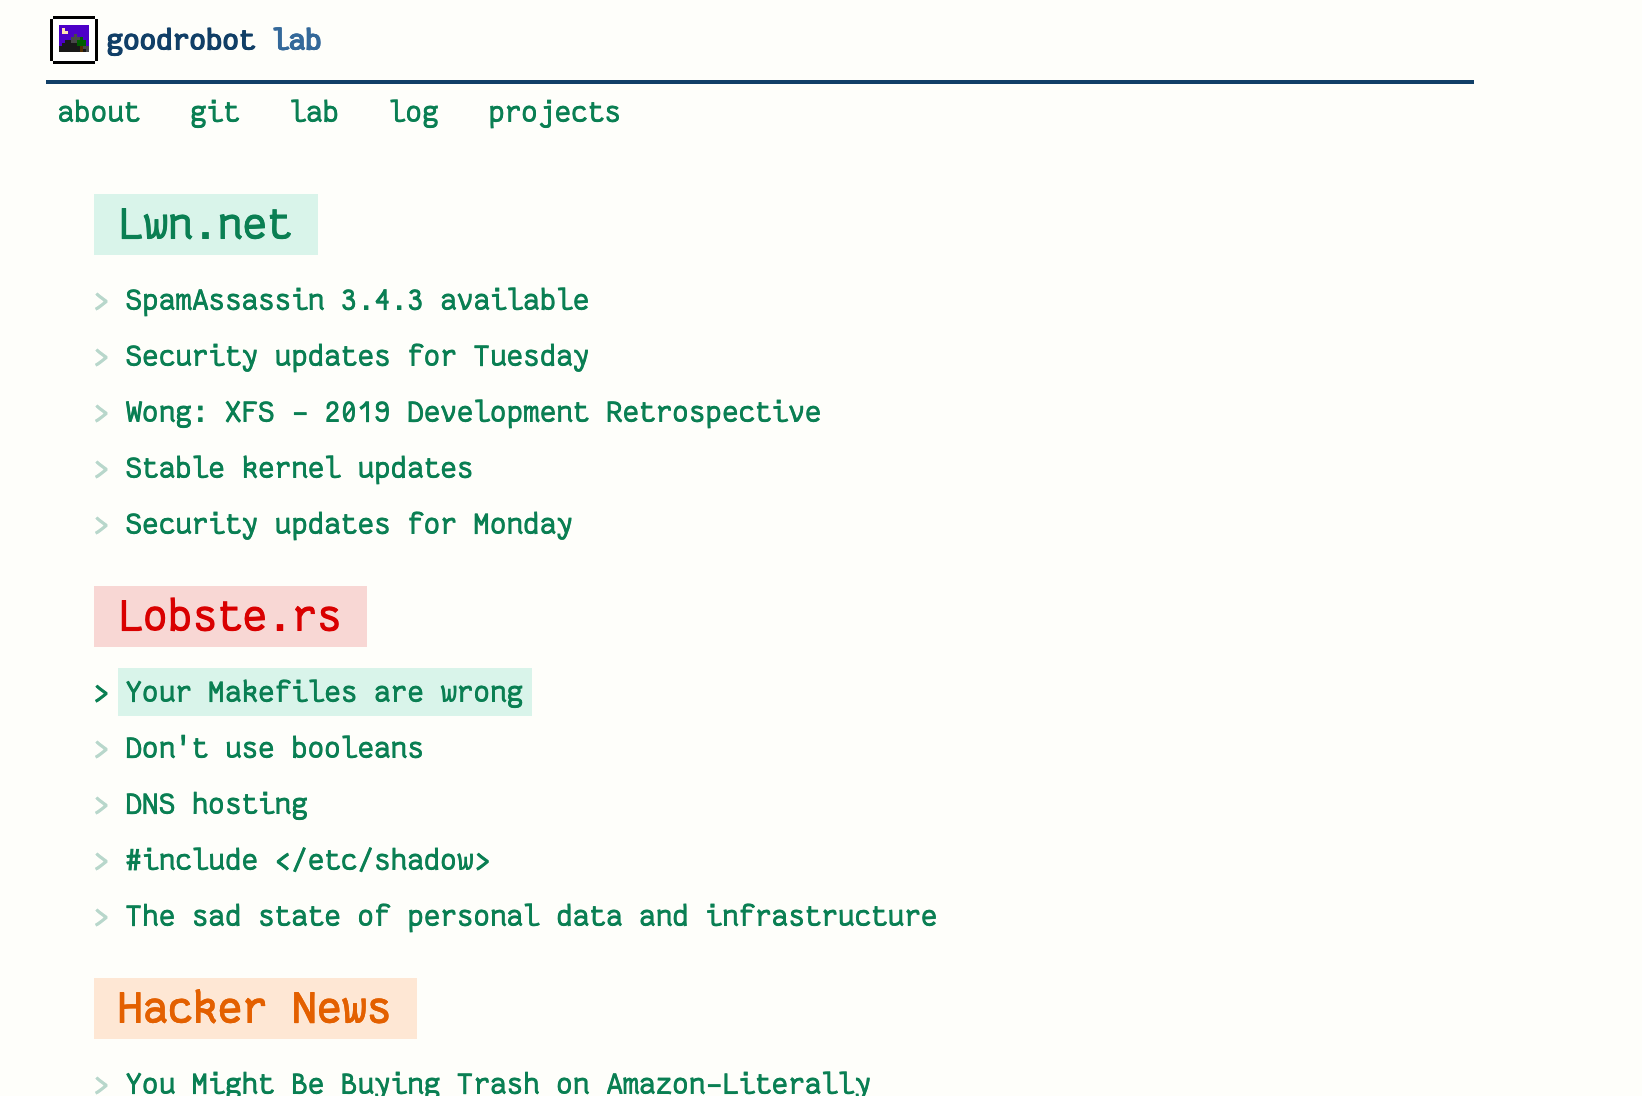 goodrobot lab
about git lab log projects
Lwn.net
> SpamAssassin 3.4.3 available
> Security updates for Tuesday
> Wong: XFS - 2019 Development Retrospective
> Stable kernel updates
> Security updates for Monday
Lobste.rs
> Your Makefiles are wrong
> Don't use booleans
> DNS hosting
> #include </etc/shadow>
> The sad state of personal data and infrastructure
Hacker News
> You Might Be Buying Trash on Amazon–Literally